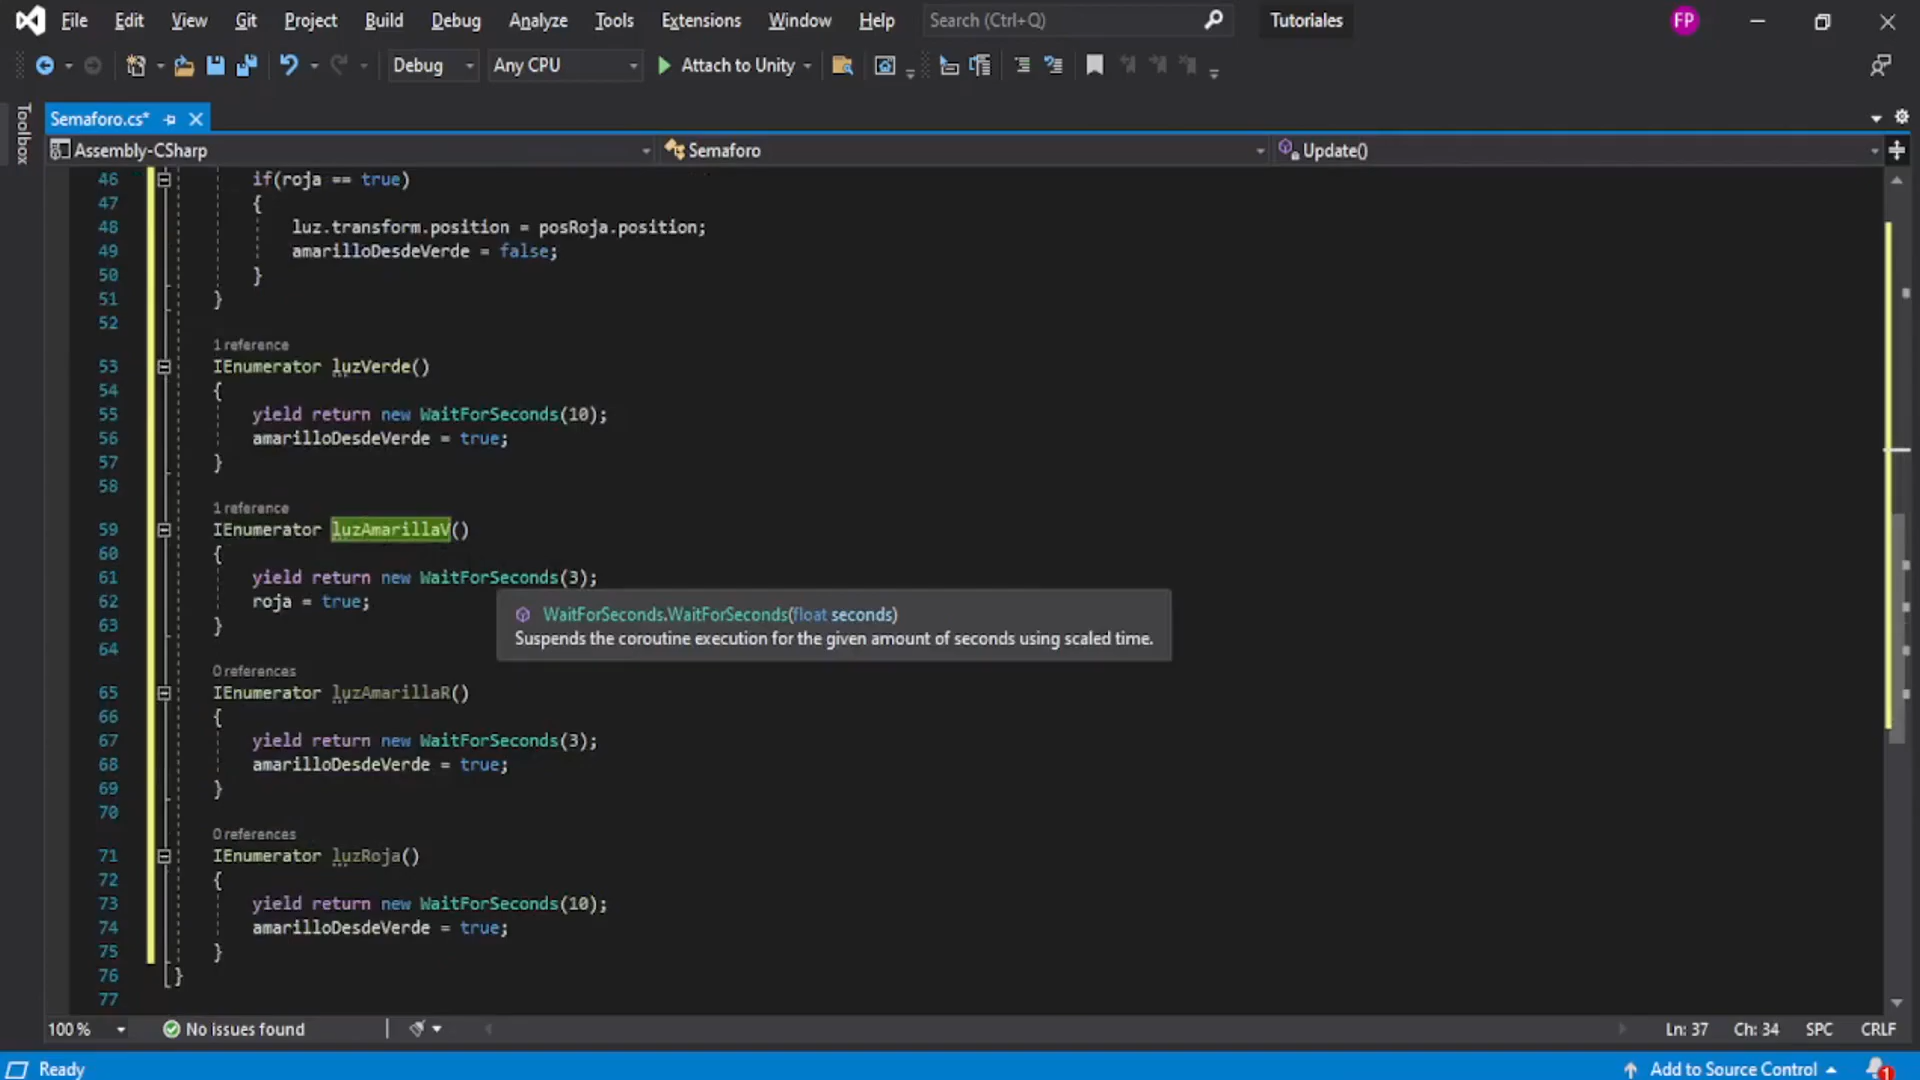 File Edit View Git Project Build Debug Analyze Tools Extensions Window Help Search (Ctrl+Q) Tutoriales FP
Debug Any CPU Attach to Unity
Toolbox
Semaforo.cs*
Assembly-CSharp Semaforo Update()
46 if(roja == true)
47 {
48 luz.transform.position = posRoja.position;
49 amarilloDesdeVerde = false;
50 }
51 }
52
1 reference
53 IEnumerator luzVerde()
54 {
55 yield return new WaitForSeconds(10);
56 amarilloDesdeVerde = true;
57 }
58
1 reference
59 IEnumerator luzAmarillaV()
60 {
61 yield return new WaitForSeconds(3);
62 roja = true;
63 }
64
WaitForSeconds.WaitForSeconds(float seconds)
Suspends the coroutine execution for the given amount of seconds using scaled time.
0 references
65 IEnumerator luzAmarillaR()
66 {
67 yield return new WaitForSeconds(3);
68 amarilloDesdeVerde = true;
69 }
70
0 references
71 IEnumerator luzRoja()
72 {
73 yield return new WaitForSeconds(10);
74 amarilloDesdeVerde = true;
75 }
76 }
77
100 % No issues found Ln: 37 Ch: 34 SPC CRLF
Ready Add to Source Control 1